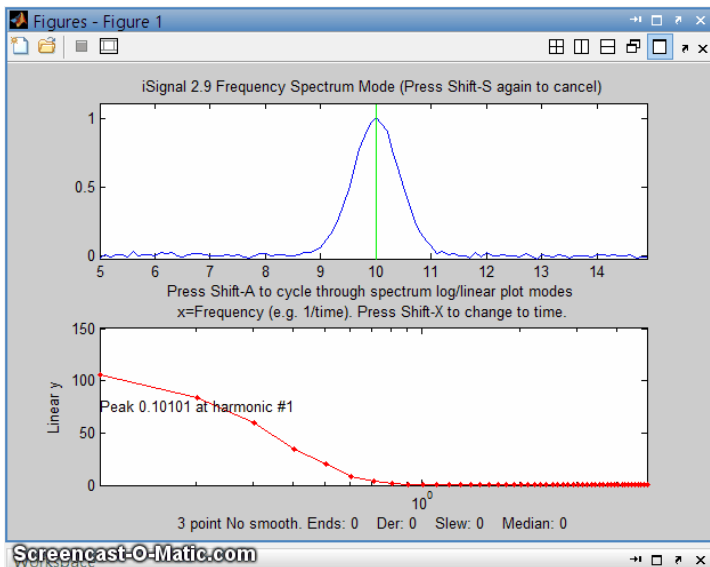 Figures - Figure 1
iSignal 2.9 Frequency Spectrum Mode (Press Shift-S again to cancel)
1
0.5
0
5 6 7 8 9 10 11 12 13 14
Press Shift-A to cycle through spectrum log/linear plot modes
x=Frequency (e.g. 1/time). Press Shift-X to change to time.
150
100
50
0
Linear y
Peak 0.10101 at harmonic #1
10^0
3 point No smooth. Ends: 0 Der: 0 Slew: 0 Median: 0
Screencast-O-Matic.com
Workspace